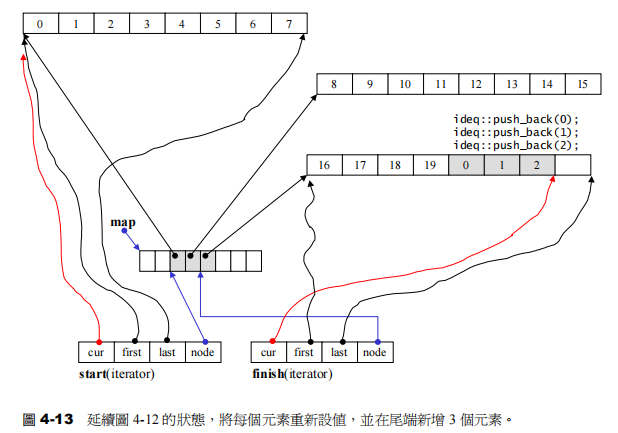 0 1 2 3 4 5 6 7
8 9 10 11 12 13 14 15
ideq::push_back(0);
ideq::push_back(1);
ideq::push_back(2);
16 17 18 19 0 1 2
map
cur first last node
start(iterator)
cur first last node
finish(iterator)
圖 4-13 延續圖 4-12 的狀態，將每個元素重新設值，並在尾端新增 3 個元素。